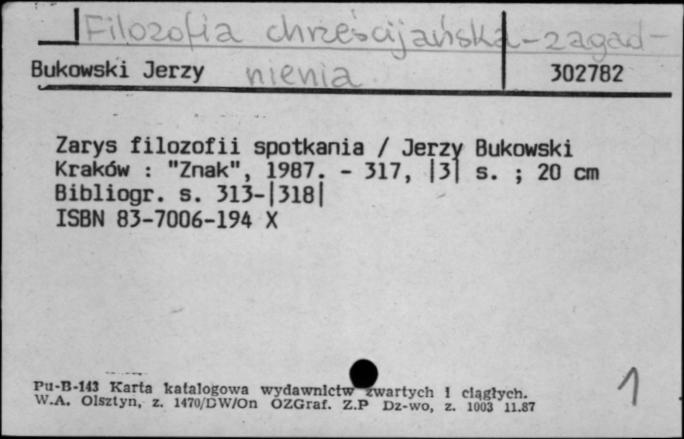 Filozofia chrześcijańska - zagad-
nienia
Bukowski Jerzy 302782
Zarys filozofii spotkania / Jerzy Bukowski
Kraków : "Znak", 1987. - 317, |3| s. ; 20 cm
Bibliogr. s. 313-|318|
ISBN 83-7006-194 X
Pu-B-143 Karta katalogowa wydawnictw zwartych i ciągłych.
W.A. Olsztyn, z. 1470/DW/On OZGraf. Z.P Dz-wo, z. 1003 11.87
1